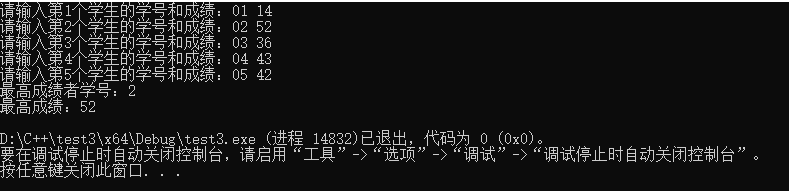 请输入第1个学生的学号和成绩：01 14
请输入第2个学生的学号和成绩：02 52
请输入第3个学生的学号和成绩：03 36
请输入第4个学生的学号和成绩：04 43
请输入第5个学生的学号和成绩：05 42
最高成绩者学号：2
最高成绩：52
D:\C++\test3\x64\Debug\test3.exe (进程 14832)已退出，代码为 0 (0x0)。
要在调试停止时自动关闭控制台，请启用“工具”->“选项”->“调试”->“调试停止时自动关闭控制台”。
按任意键关闭此窗口. . .